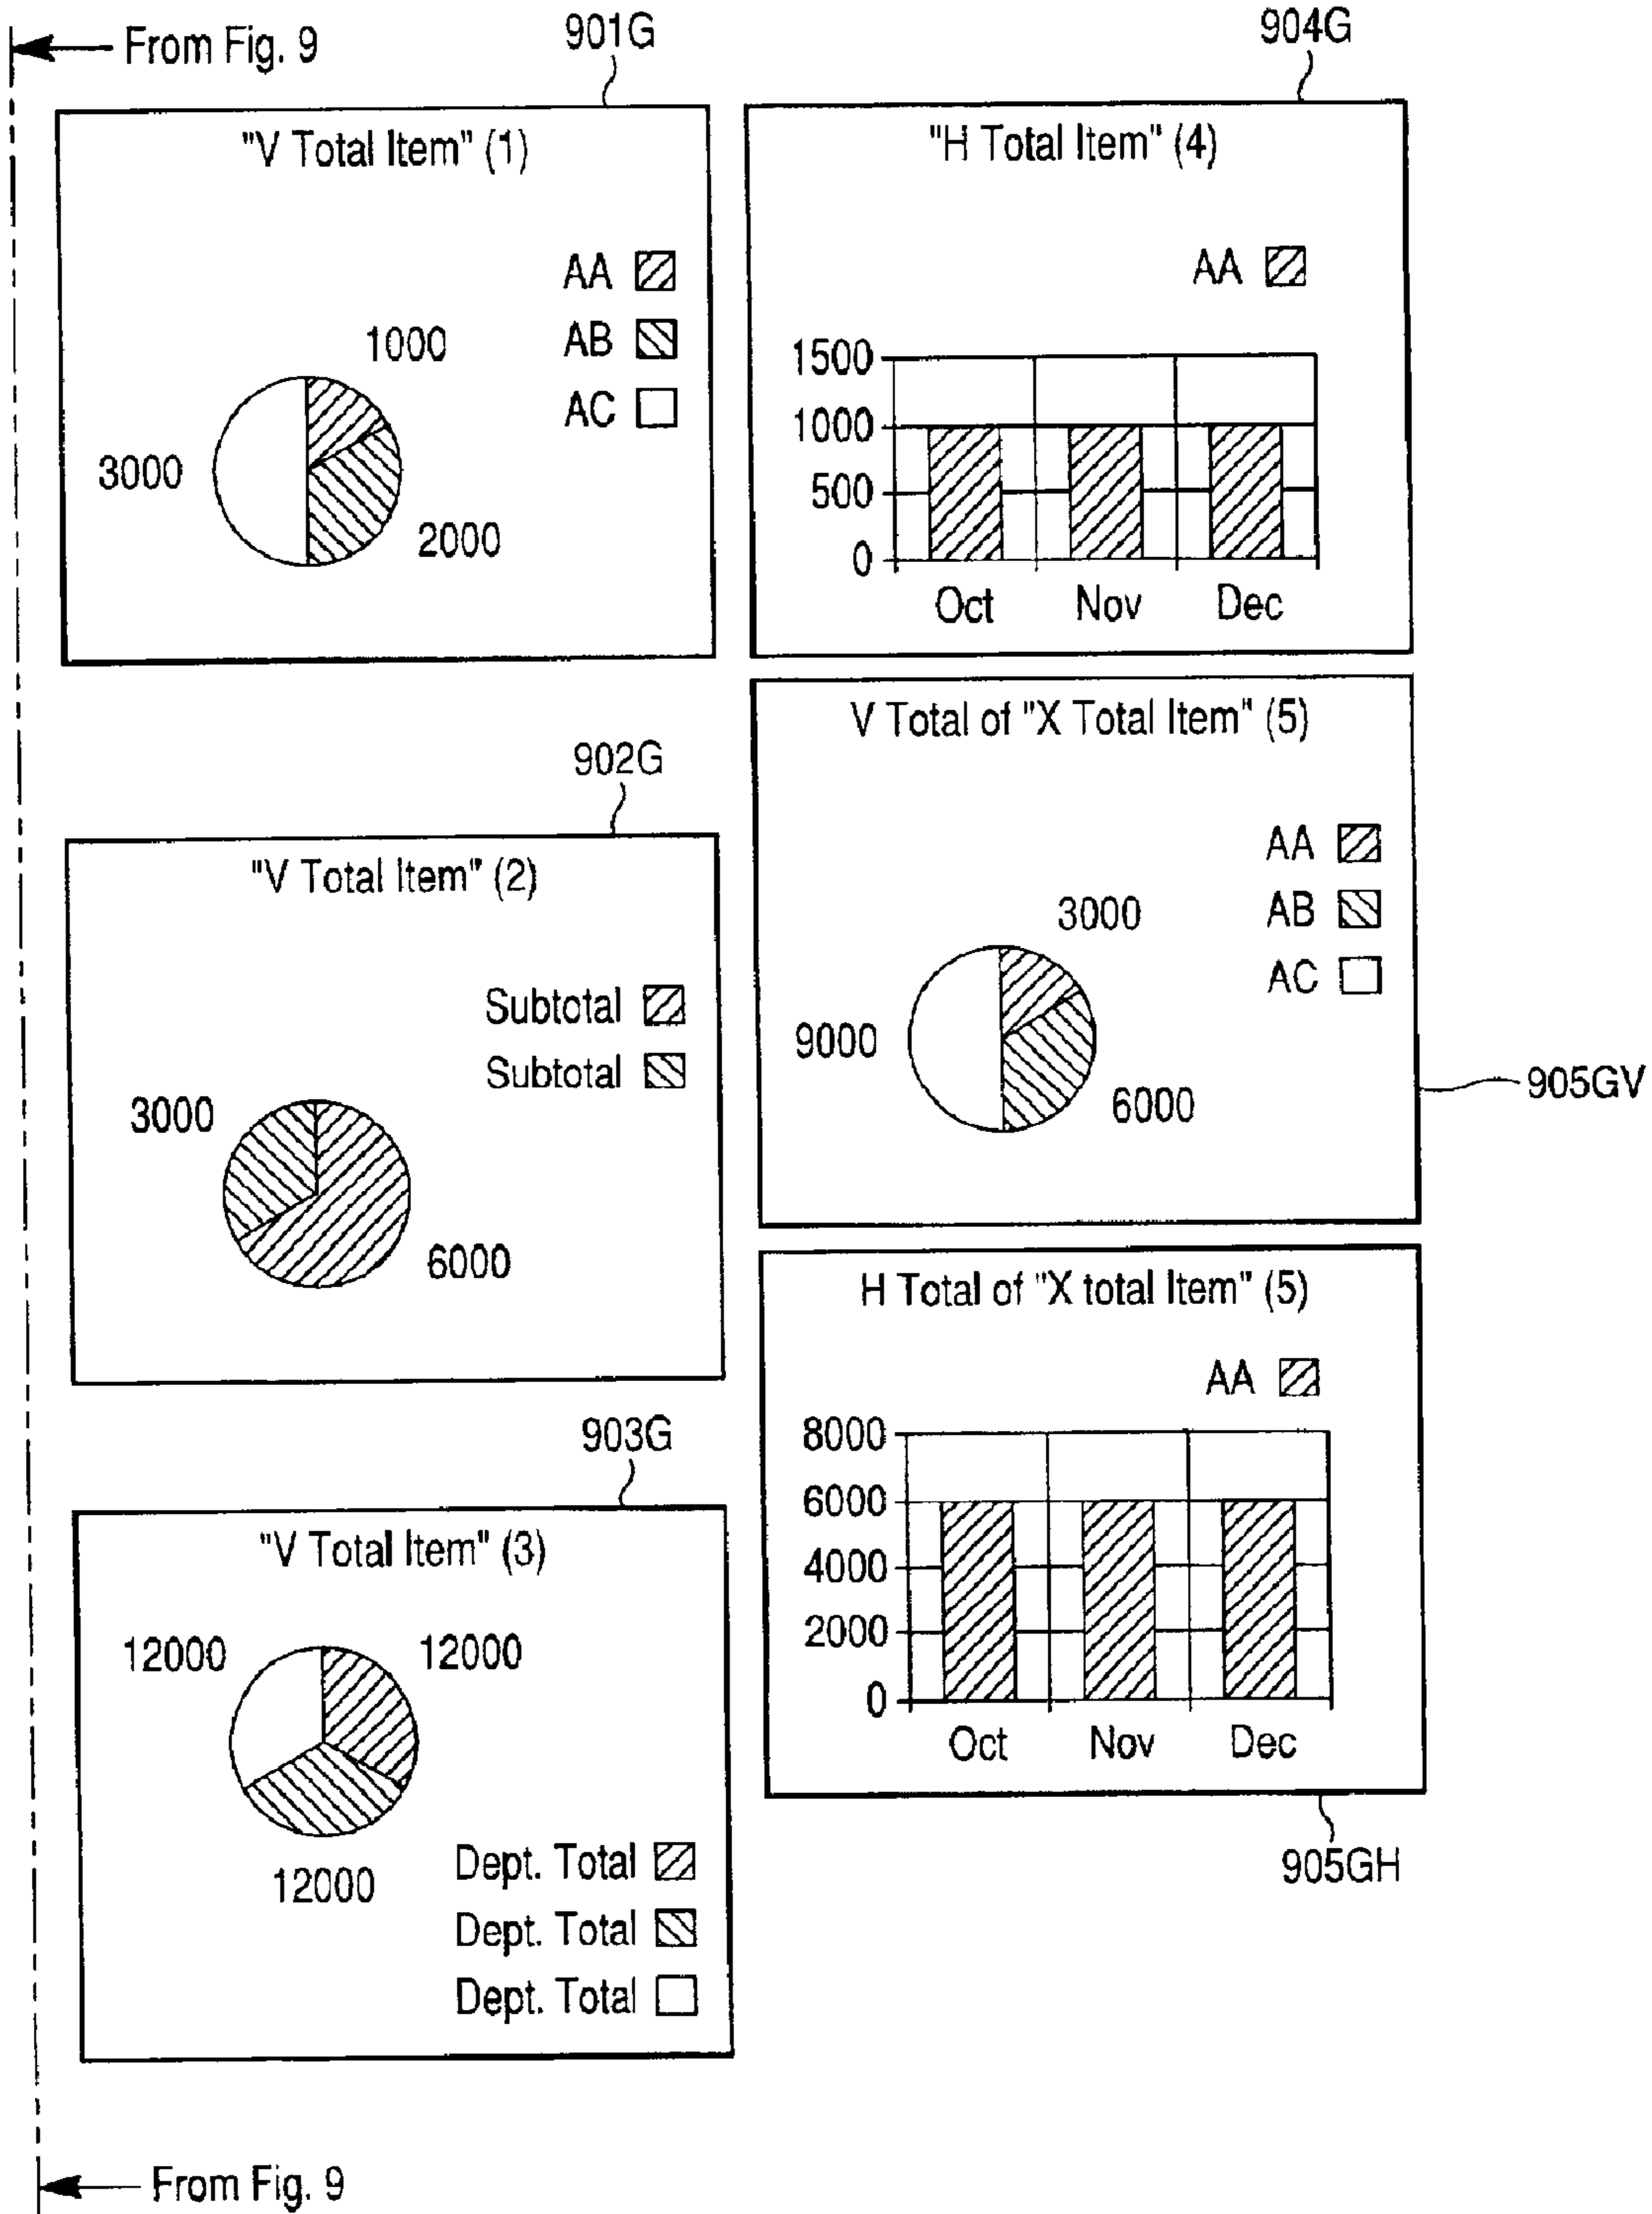 From Fig. 9
901G
"V Total Item" (1)
AA
AB
AC
1000
3000
2000
904G
"H Total Item" (4)
AA
1500
1000
500
0
Oct Nov Dec
902G
"V Total Item" (2)
Subtotal
Subtotal
3000
6000
V Total of "X Total Item" (5)
AA
AB
AC
3000
9000
6000
905GV
903G
"V Total Item" (3)
12000
12000
12000
Dept. Total
Dept. Total
Dept. Total
H Total of "X total Item" (5)
AA
8000
6000
4000
2000
0
Oct Nov Dec
905GH
From Fig. 9